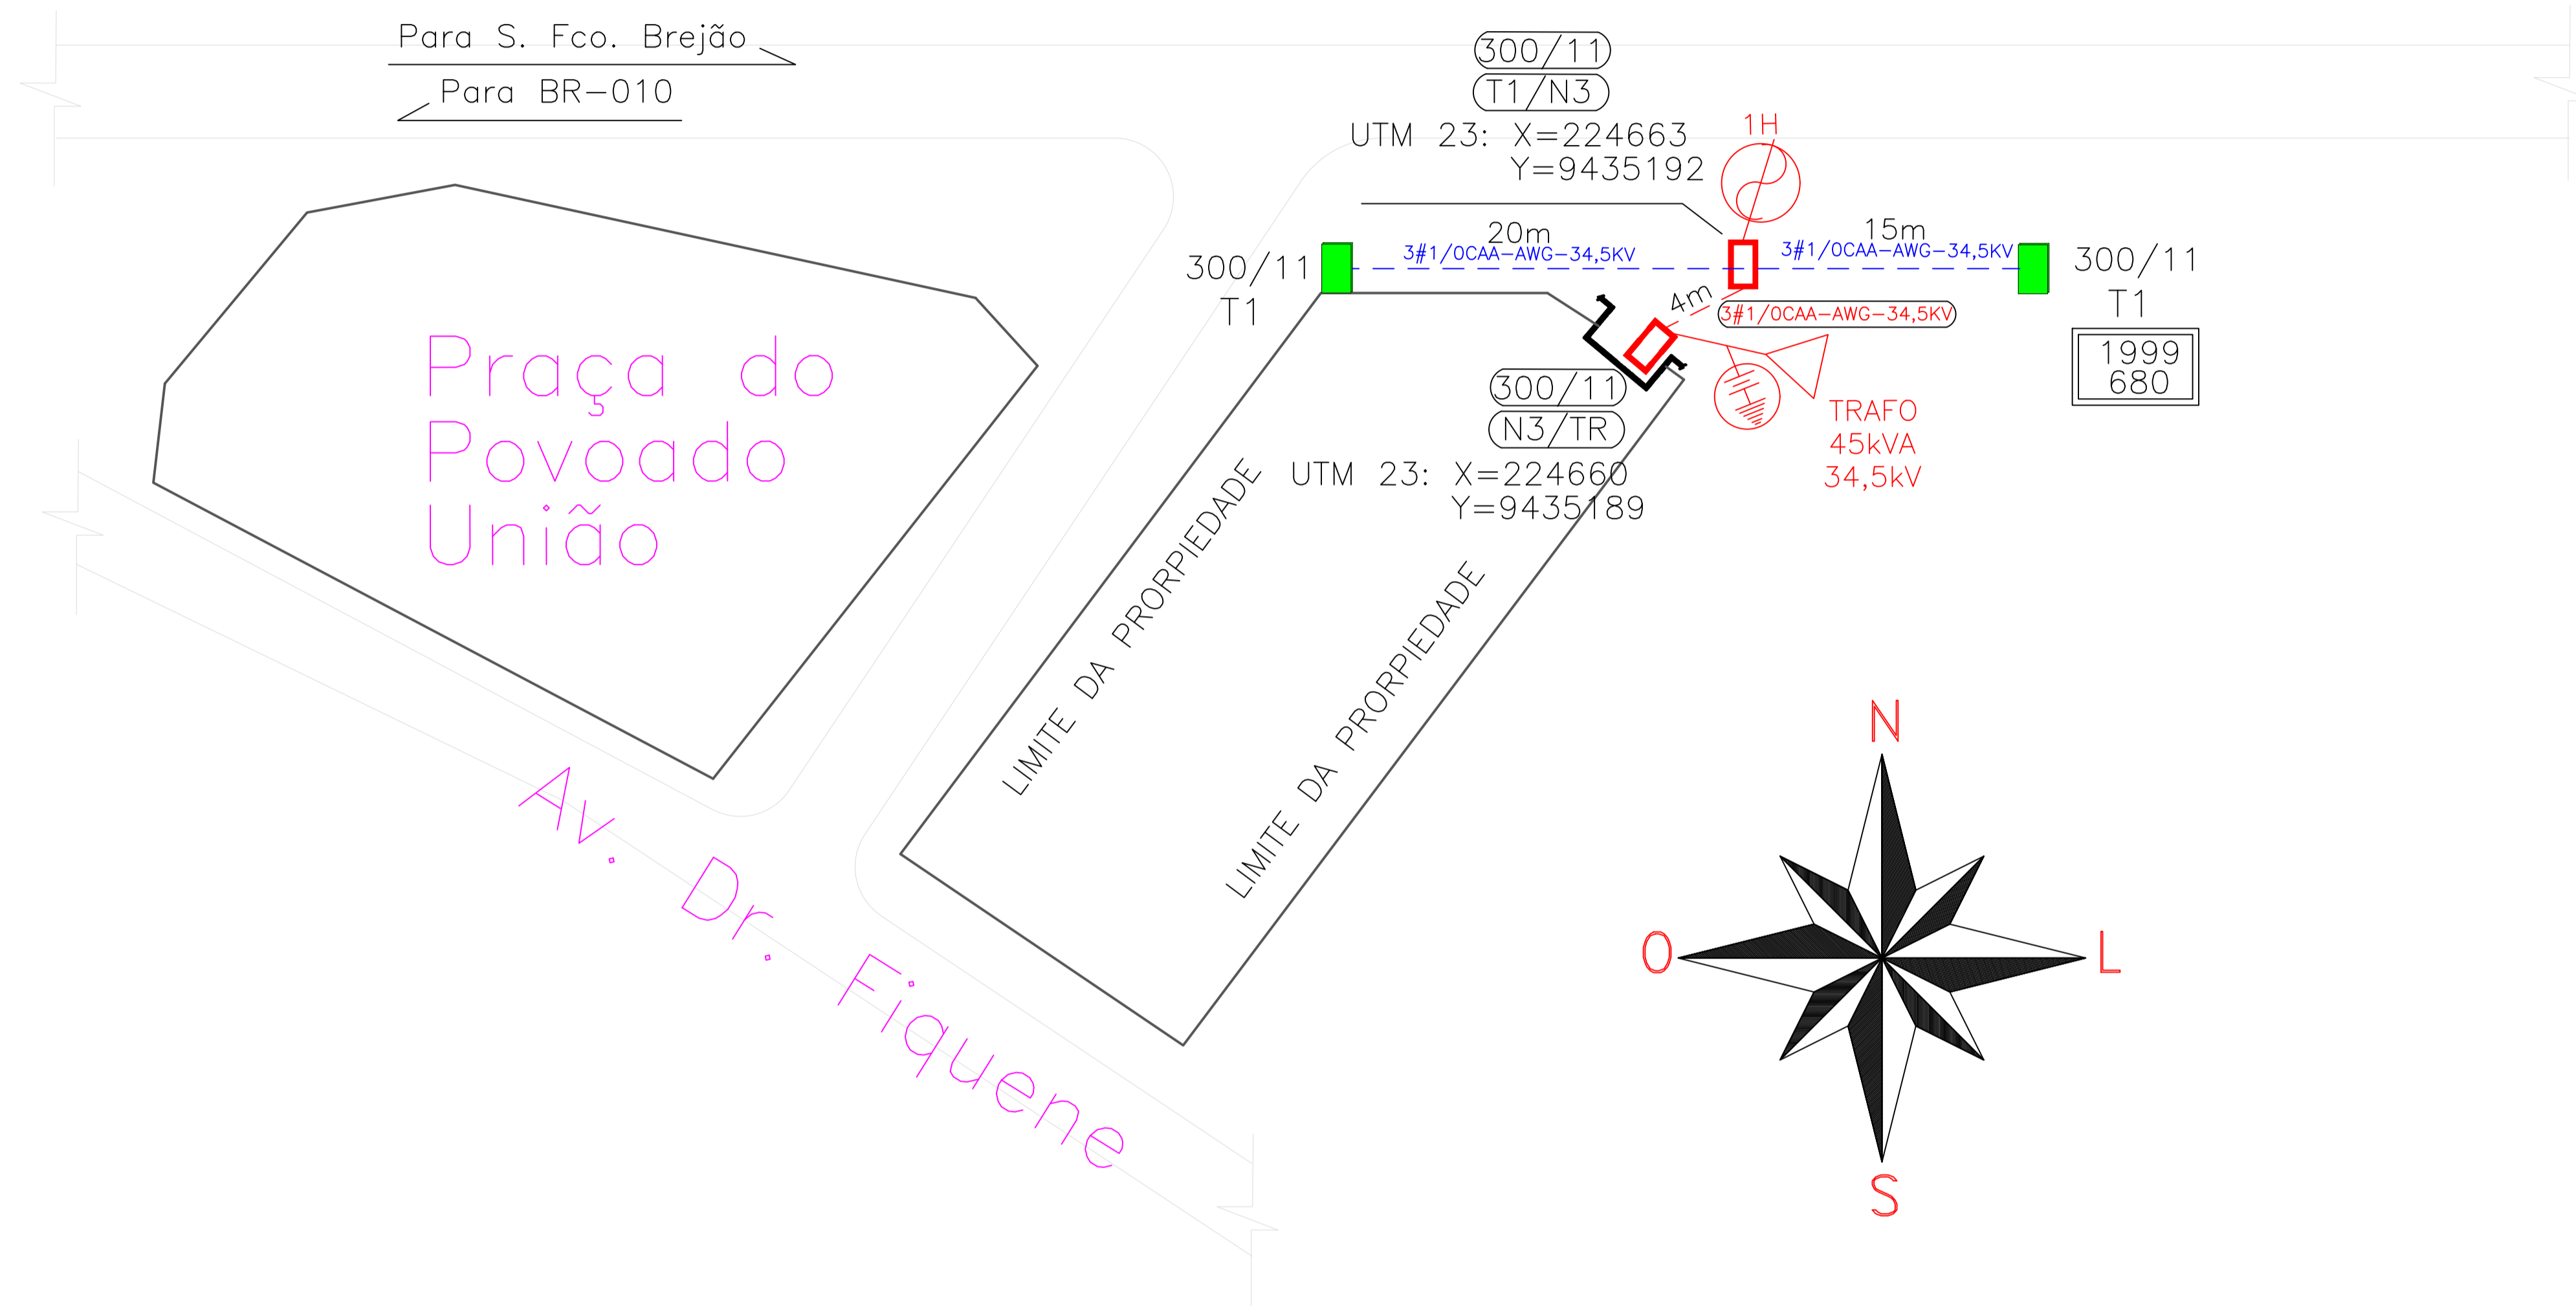 Para S. Fco. Brejão
Para BR-010
300/11
T1/N3
UTM 23: X=224663
Y=9435192
1H
20m
3#1/0CAA-AWG-34,5KV
15m
3#1/0CAA-AWG-34,5KV
300/11
T1
300/11
T1
1999
680
4m
3#1/0CAA-AWG-34,5KV
300/11
N3/TR
UTM 23: X=224660
Y=9435189
TRAFO
45kVA
34,5kV
Praça do
Povoado
União
LIMITE DA PRORPIEDADE
LIMITE DA PRORPIEDADE
Av. Dr. Fiquene
N
O
L
S